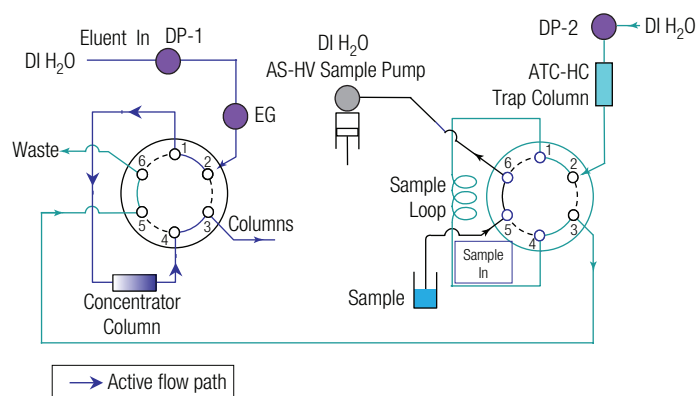 Eluent In DP-1
DI H₂O
EG
Waste
1
2
3
4
5
6
Columns
Concentrator
Column
DI H₂O
AS-HV Sample Pump
DP-2
DI H₂O
ATC-HC
Trap Column
Sample
Loop
1
2
3
4
5
6
Sample
In
Sample
Active flow path